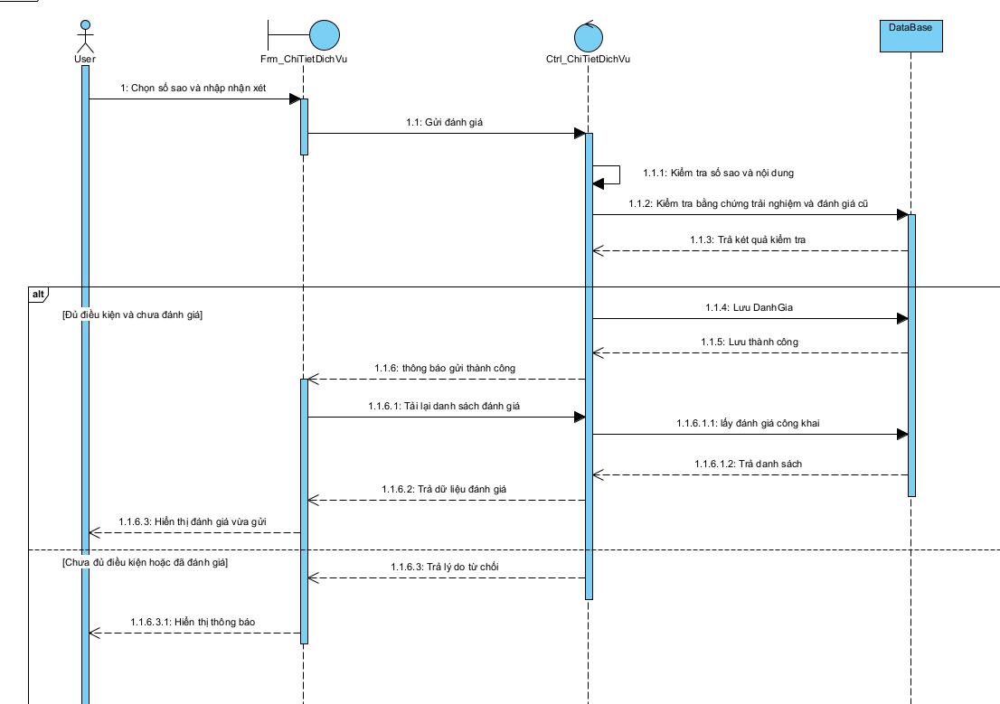 User
Frm_ChiTietDichVu
Ctrl_ChiTietDichVu
DataBase
1: Chọn số sao và nhập nhận xét
1.1: Gửi đánh giá
1.1.1: Kiểm tra số sao và nội dung
1.1.2: Kiểm tra bằng chứng trải nghiệm và đánh giá cũ
1.1.3: Trả kết quả kiểm tra
alt
[Đủ điều kiện và chưa đánh giá]
1.1.4: Lưu DanhGia
1.1.5: Lưu thành công
1.1.6: thông báo gửi thành công
1.1.6.1: Tải lại danh sách đánh giá
1.1.6.1.1: lấy đánh giá công khai
1.1.6.1.2: Trả danh sách
1.1.6.2: Trả dữ liệu đánh giá
1.1.6.3: Hiển thị đánh giá vừa gửi
[Chưa đủ điều kiện hoặc đã đánh giá]
1.1.6.3: Trả lý do từ chối
1.1.6.3.1: Hiển thị thông báo